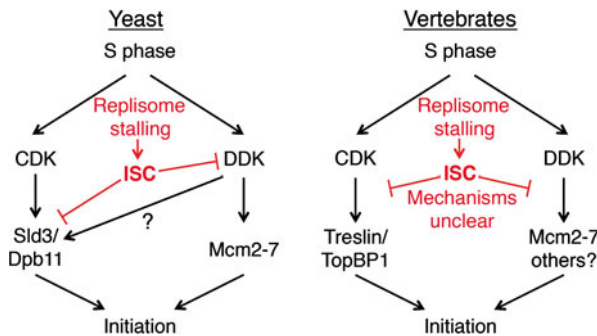 Yeast
S phase
Replisome
stalling
CDK
ISC
DDK
?
Sld3/
Dpb11
Mcm2-7
Initiation
Vertebrates
S phase
Replisome
stalling
CDK
ISC
DDK
Mechanisms
unclear
Treslin/
TopBP1
Mcm2-7
others?
Initiation